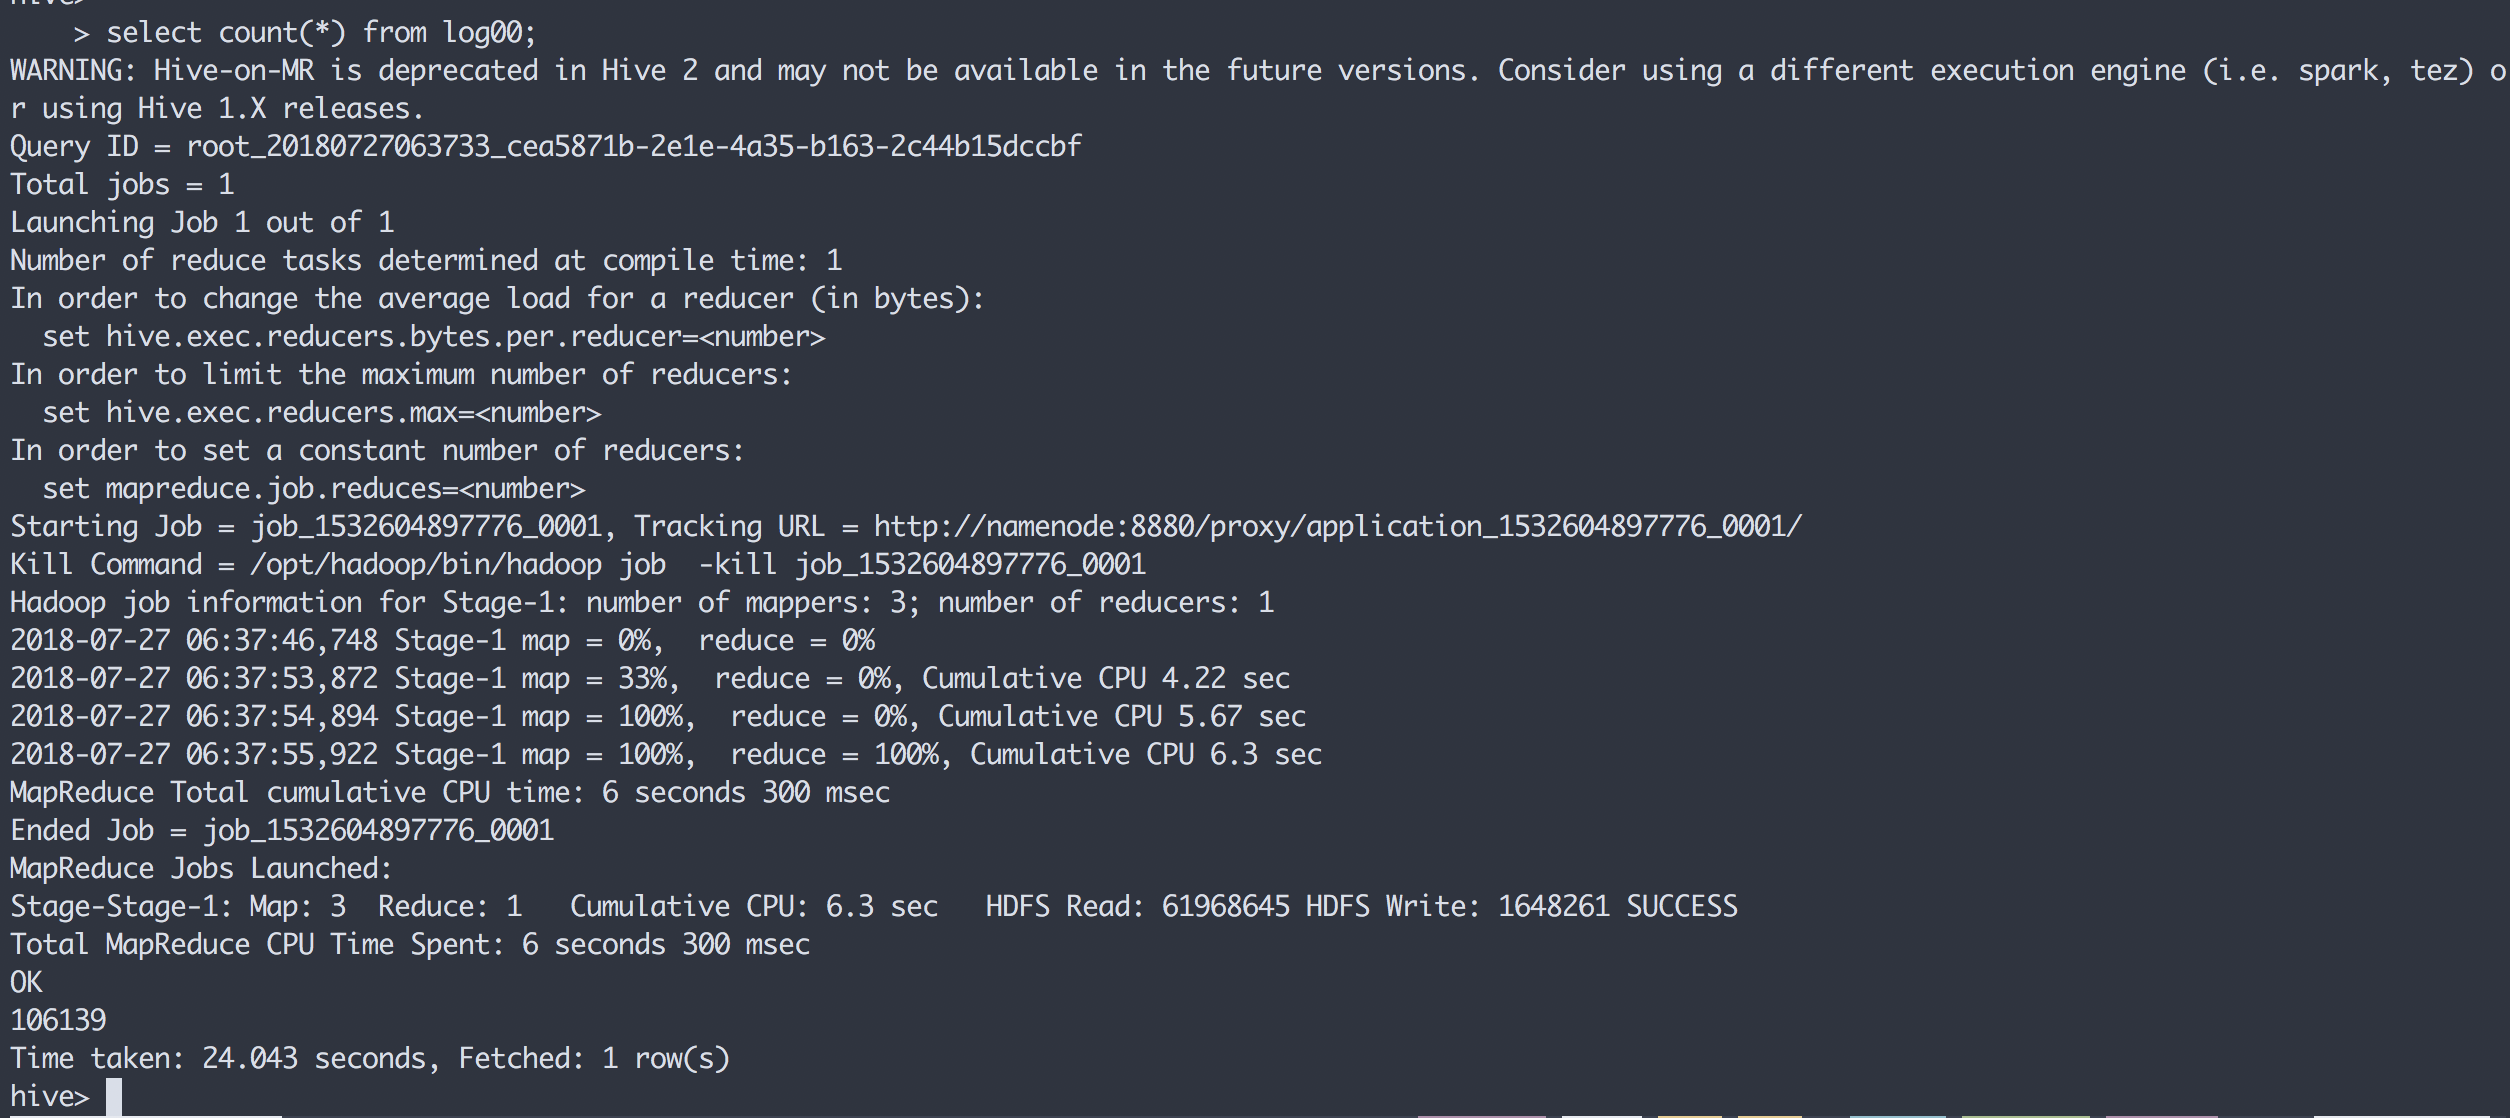 hive>
    > select count(*) from log00;
WARNING: Hive-on-MR is deprecated in Hive 2 and may not be available in the future versions. Consider using a different execution engine (i.e. spark, tez) o
r using Hive 1.X releases.
Query ID = root_20180727063733_cea5871b-2e1e-4a35-b163-2c44b15dccbf
Total jobs = 1
Launching Job 1 out of 1
Number of reduce tasks determined at compile time: 1
In order to change the average load for a reducer (in bytes):
  set hive.exec.reducers.bytes.per.reducer=<number>
In order to limit the maximum number of reducers:
  set hive.exec.reducers.max=<number>
In order to set a constant number of reducers:
  set mapreduce.job.reduces=<number>
Starting Job = job_1532604897776_0001, Tracking URL = http://namenode:8880/proxy/application_1532604897776_0001/
Kill Command = /opt/hadoop/bin/hadoop job  -kill job_1532604897776_0001
Hadoop job information for Stage-1: number of mappers: 3; number of reducers: 1
2018-07-27 06:37:46,748 Stage-1 map = 0%,  reduce = 0%
2018-07-27 06:37:53,872 Stage-1 map = 33%,  reduce = 0%, Cumulative CPU 4.22 sec
2018-07-27 06:37:54,894 Stage-1 map = 100%,  reduce = 0%, Cumulative CPU 5.67 sec
2018-07-27 06:37:55,922 Stage-1 map = 100%,  reduce = 100%, Cumulative CPU 6.3 sec
MapReduce Total cumulative CPU time: 6 seconds 300 msec
Ended Job = job_1532604897776_0001
MapReduce Jobs Launched:
Stage-Stage-1: Map: 3  Reduce: 1   Cumulative CPU: 6.3 sec   HDFS Read: 61968645 HDFS Write: 1648261 SUCCESS
Total MapReduce CPU Time Spent: 6 seconds 300 msec
OK
106139
Time taken: 24.043 seconds, Fetched: 1 row(s)
hive>